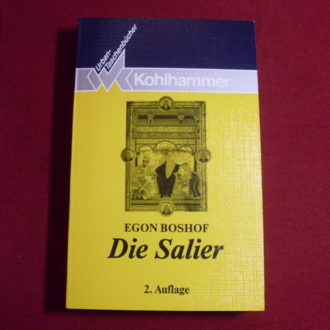 Urban-
Taschenbücher
Kohlhammer
EGON BOSHOF
Die Salier
2. Auflage